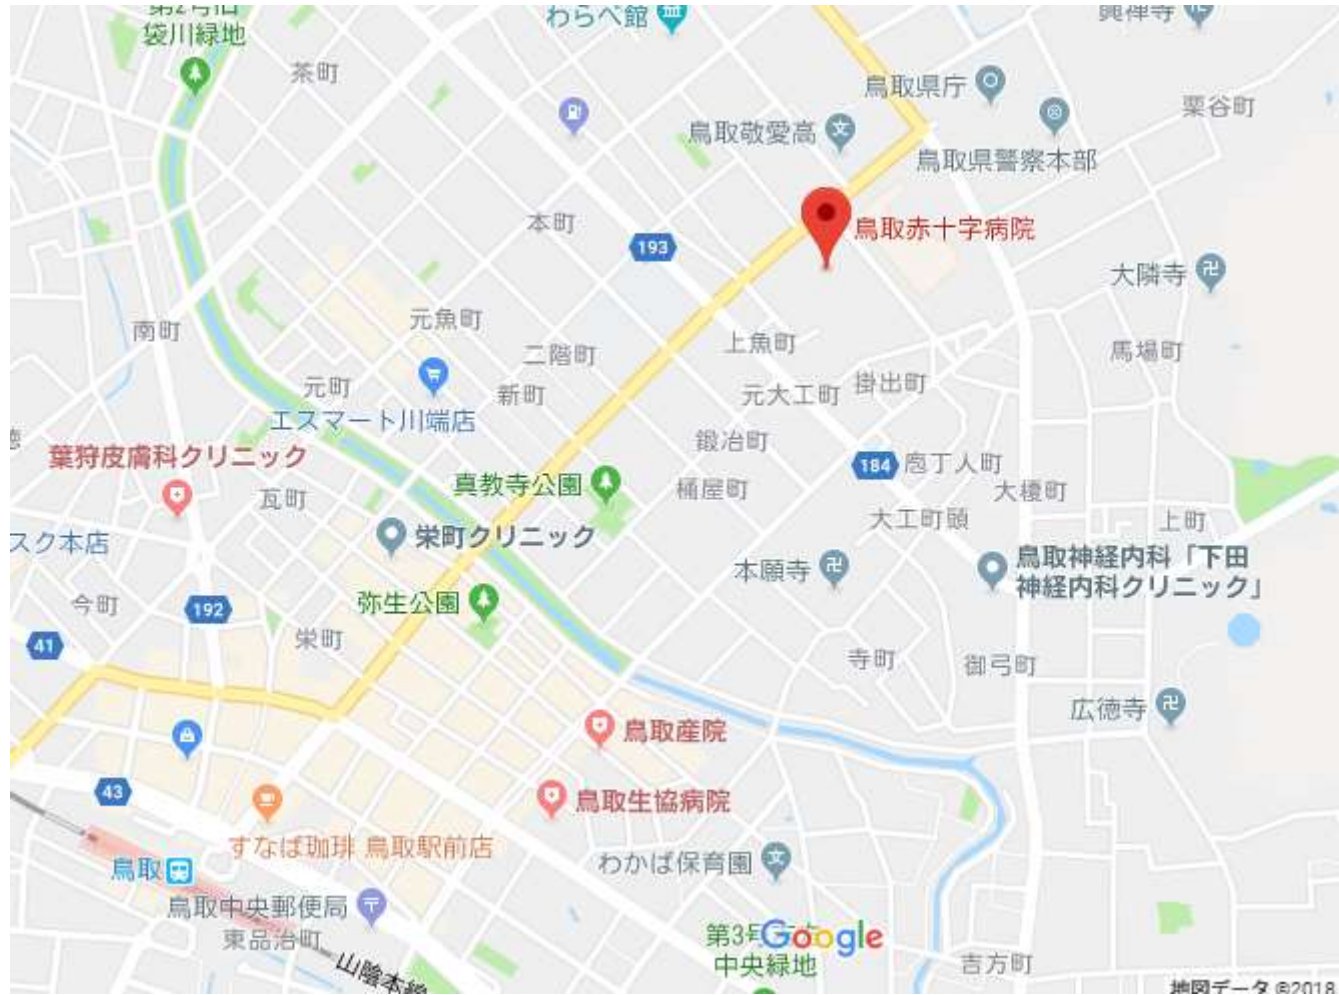 わらべ館
興禅寺
袋川緑地
茶町
鳥取県庁
栗谷町
鳥取敬愛高
鳥取県警察本部
本町
193
鳥取赤十字病院
大隣寺
南町
元魚町
上魚町
二階町
馬場町
元町
新町
元大工町
掛出町
エスマート川端店
鍛冶町
葉狩皮膚科クリニック
184
庖丁人町
真教寺公園
桶屋町
大榎町
瓦町
大工町頭
上町
栄町クリニック
スク本店
鳥取神経内科「下田
神経内科クリニック」
本願寺
今町
192
弥生公園
41
栄町
寺町
御弓町
広徳寺
鳥取産院
43
鳥取生協病院
すなば珈琲 鳥取駅前店
わかば保育園
鳥取
鳥取中央郵便局
東品治町
第3号
Google
中央緑地
山陰本線
吉方町
地図データ ©2018